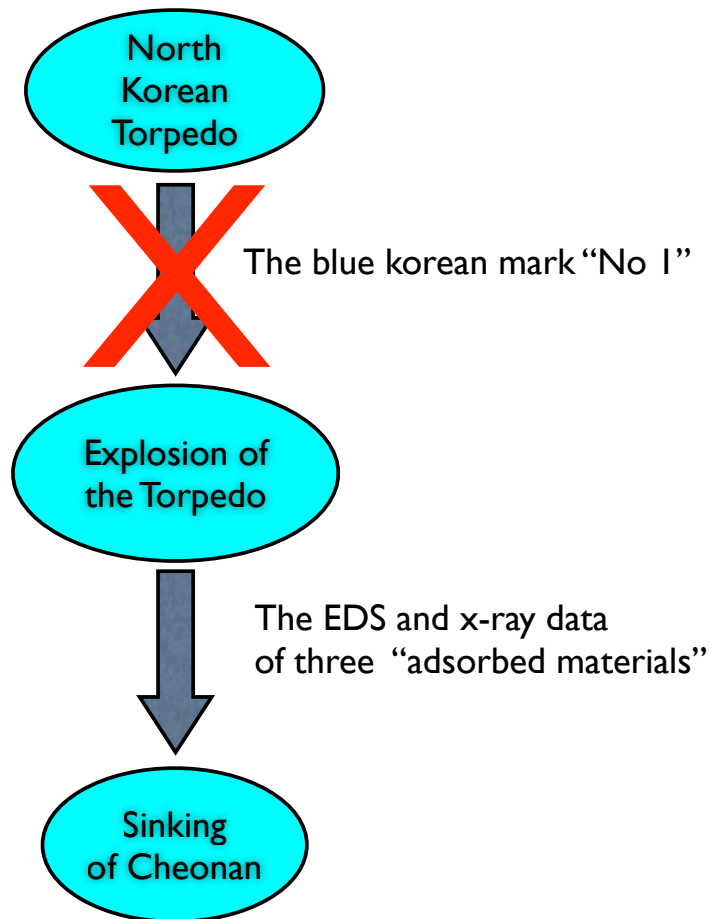 North
Korean
Torpedo
The blue korean mark “No 1”
Explosion of
the Torpedo
The EDS and x-ray data
of three “adsorbed materials”
Sinking
of Cheonan